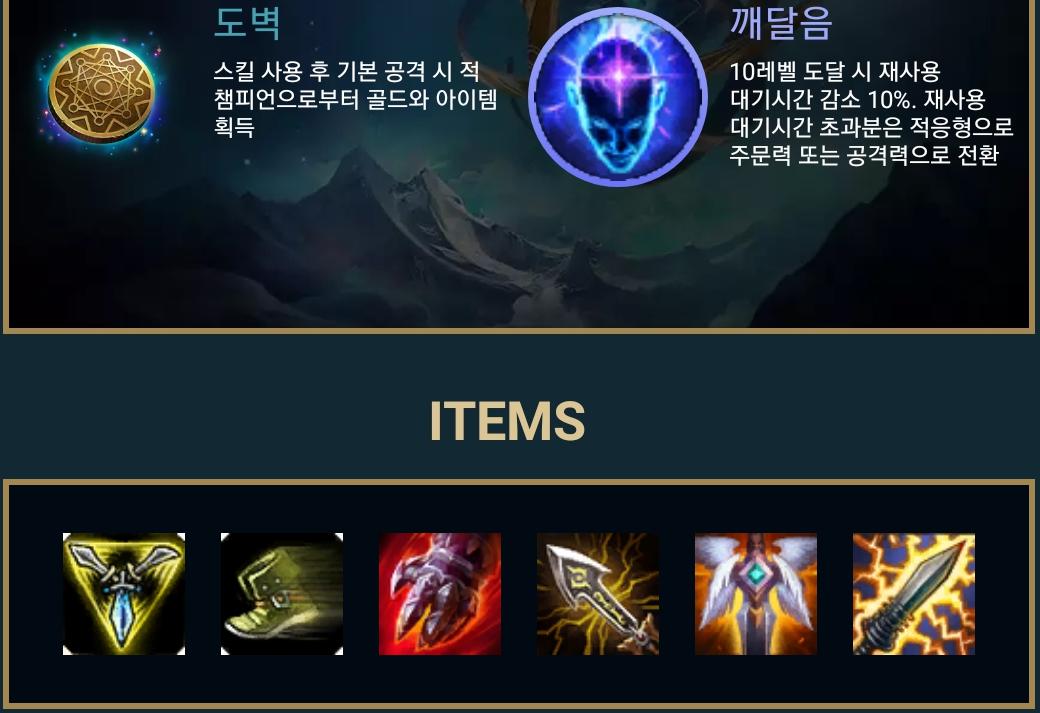 도벽
스킬 사용 후 기본 공격 시 적
챔피언으로부터 골드와 아이템
획득
깨달음
10레벨 도달 시 재사용
대기시간 감소 10%. 재사용
대기시간 초과분은 적응형으로
주문력 또는 공격력으로 전환
ITEMS